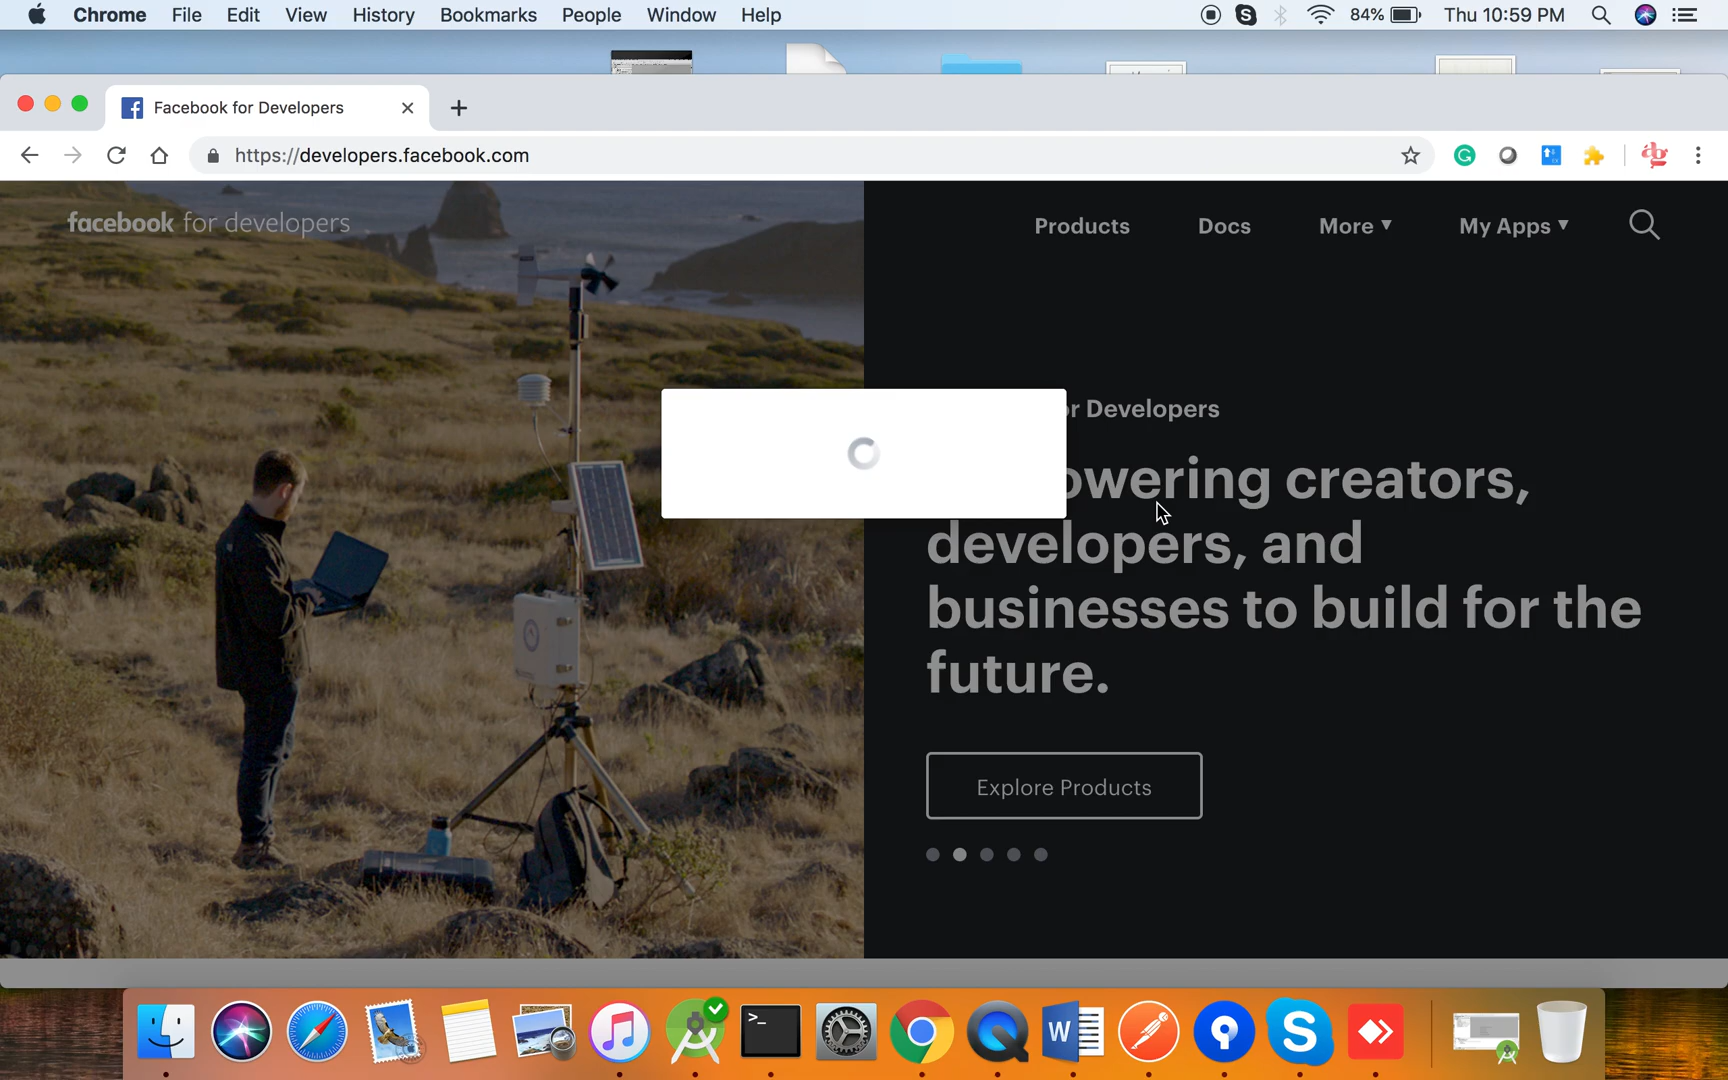 Chrome File Edit View History Bookmarks People Window Help 84% Thu 10:59 PM
Facebook for Developers
https://developers.facebook.com
facebook for developers Products Docs More My Apps
or Developers
owering creators,
developers, and
businesses to build for the
future.
Explore Products